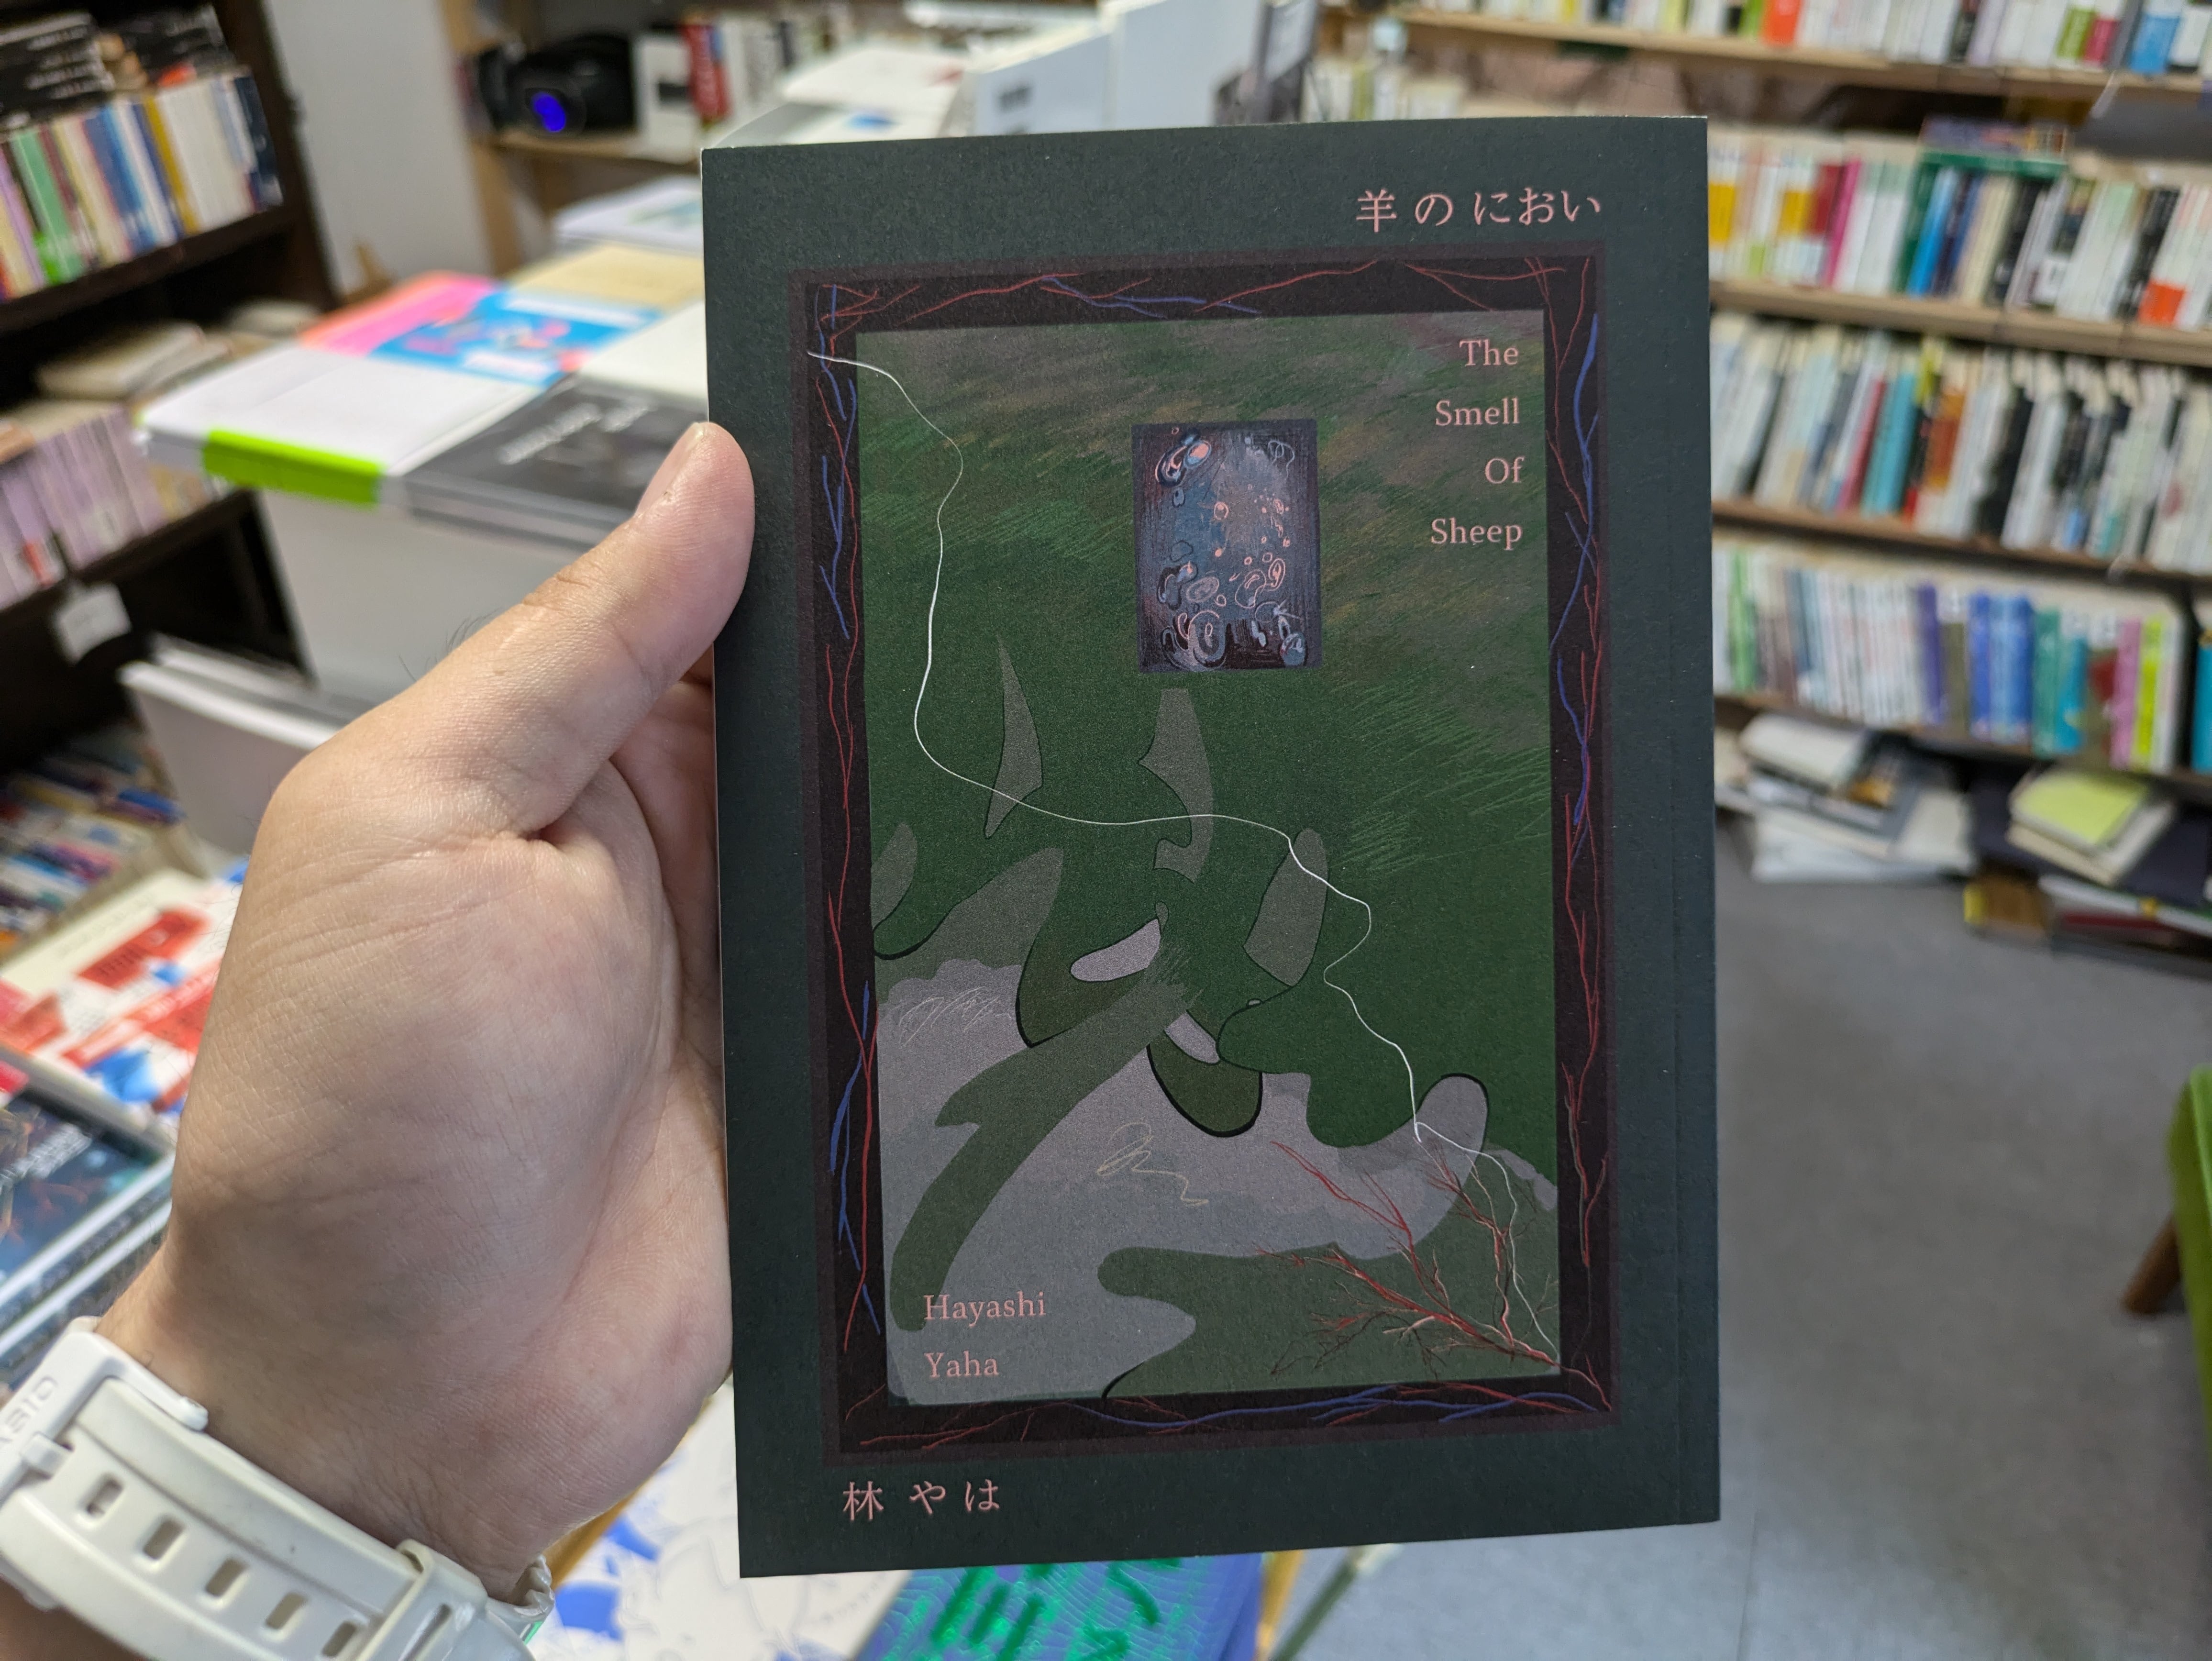 羊のにおい
The
Smell
Of
Sheep
Hayashi
Yaha
林 やは